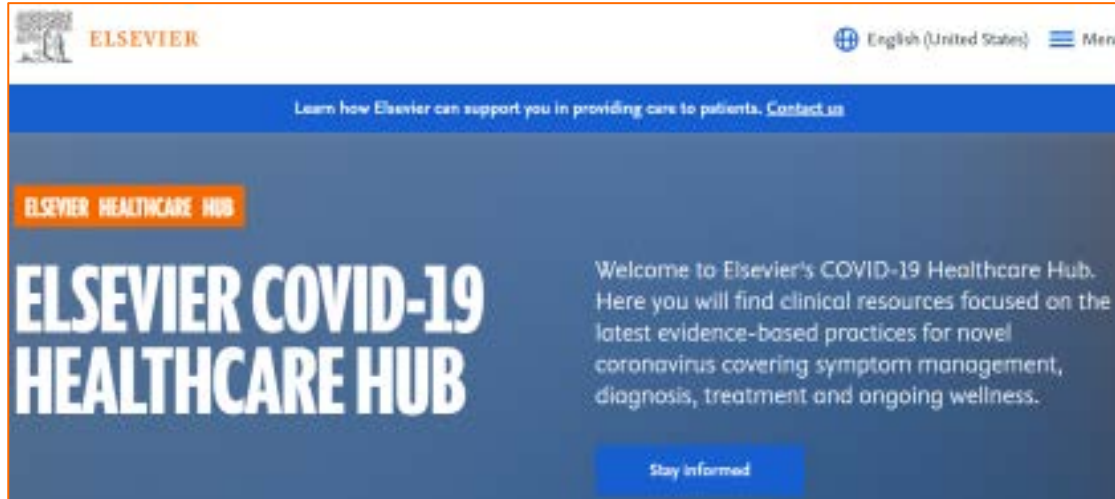 ELSEVIER
English (United States)
Learn how Elsevier can support you in providing care to patients. Contact us
ELSEVIER HEALTHCARE HUB
ELSEVIER COVID-19
HEALTHCARE HUB
Welcome to Elsevier's COVID-19 Healthcare Hub.
Here you will find clinical resources focused on the
latest evidence-based practices for novel
coronavirus covering symptom management,
diagnosis, treatment and ongoing wellness.
Stay informed